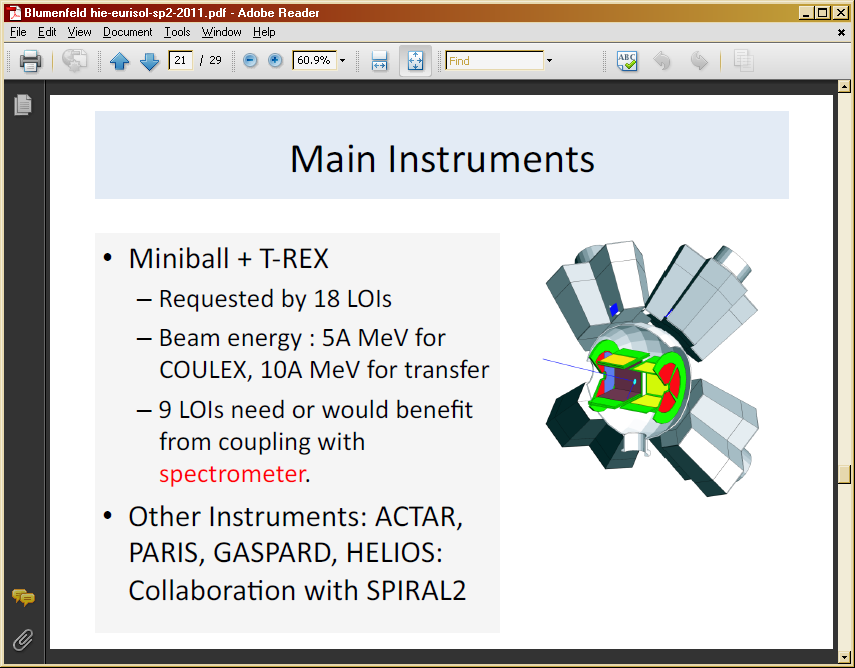 Blumenfeld hie-eurisol-sp2-2011.pdf - Adobe Reader
File Edit View Document Tools Window Help
21 / 29 60.9% Find ABC
Main Instruments
• Miniball + T-REX
– Requested by 18 LOIs
– Beam energy : 5A MeV for
COULEX, 10A MeV for transfer
– 9 LOIs need or would benefit
from coupling with
spectrometer.
• Other Instruments: ACTAR,
PARIS, GASPARD, HELIOS:
Collaboration with SPIRAL2